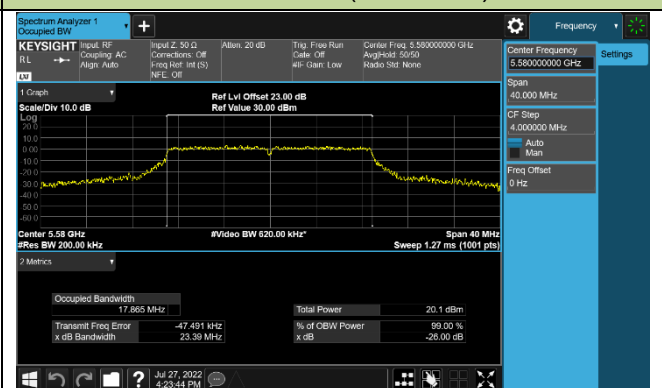 Spectrum Analyzer 1
Occupied BW
+
Frequency
KEYSIGHT
RL
LXI
Input: RF
Coupling: AC
Align: Auto
Input Z: 50 Ω
Corrections: Off
Freq Ref: Int (S)
NFE: Off
Atten: 20 dB
Trig: Free Run
Gate: Off
#IF Gain: Low
Center Freq: 5.580000000 GHz
Avg|Hold: 50/50
Radio Std: None
Center Frequency
5.580000000 GHz
Settings
Span
40.000 MHz
CF Step
4.000000 MHz
Auto
Man
Freq Offset
0 Hz
1 Graph
Scale/Div 10.0 dB
Ref Lvl Offset 23.00 dB
Ref Value 30.00 dBm
Log
20.0
10.0
0.00
-10.0
-20.0
-30.0
-40.0
-50.0
-60.0
Center 5.58 GHz
#Video BW 620.00 kHz*
Span 40 MHz
#Res BW 200.00 kHz
Sweep 1.27 ms (1001 pts)
2 Metrics
Occupied Bandwidth
17.865 MHz
Total Power
20.1 dBm
Transmit Freq Error
-47.491 kHz
% of OBW Power
99.00 %
x dB Bandwidth
23.39 MHz
x dB
-26.00 dB
?
Jul 27, 2022
4:23:44 PM